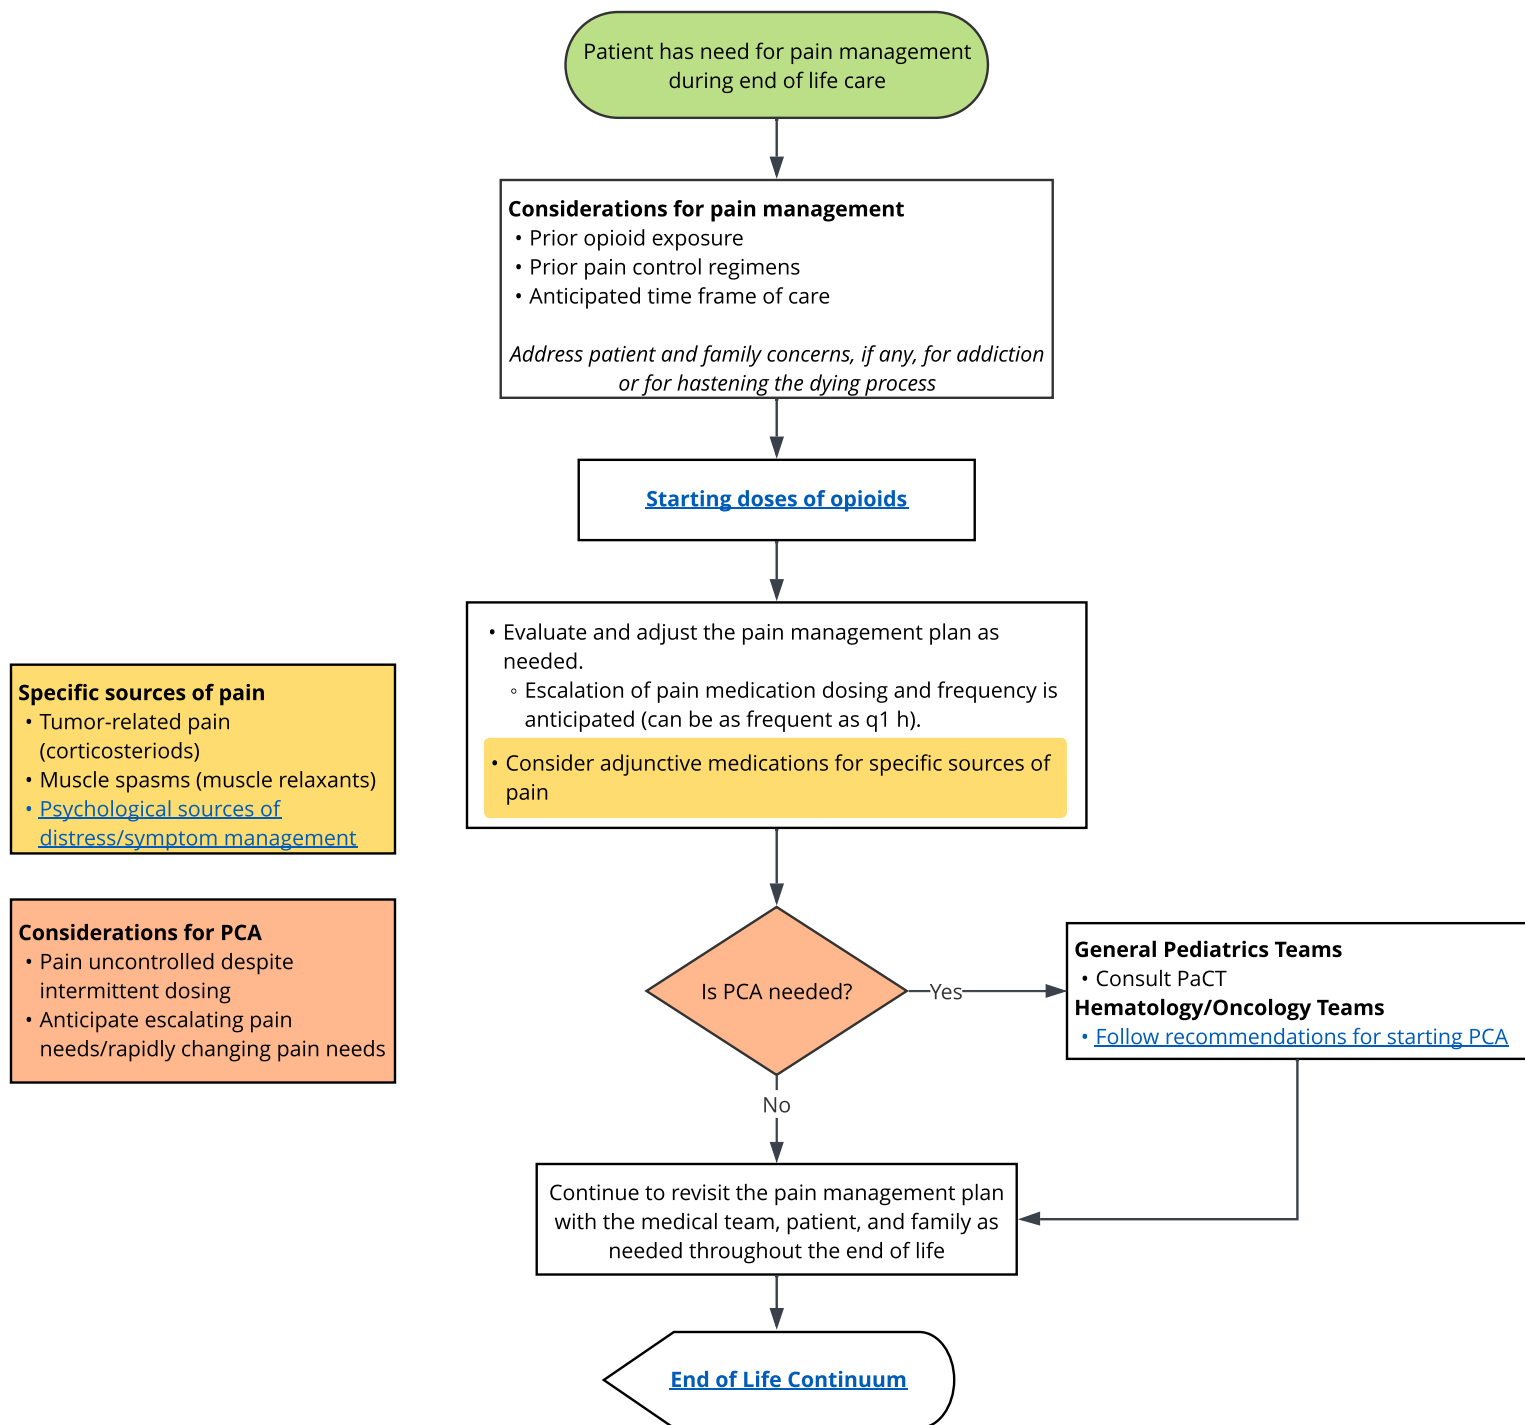 Patient has need for pain management
during end of life care
Considerations for pain management
• Prior opioid exposure
• Prior pain control regimens
• Anticipated time frame of care
Address patient and family concerns, if any, for addiction
or for hastening the dying process
Starting doses of opioids
• Evaluate and adjust the pain management plan as
needed.
◦ Escalation of pain medication dosing and frequency is
anticipated (can be as frequent as q1 h).
• Consider adjunctive medications for specific sources of
pain
Specific sources of pain
• Tumor-related pain
(corticosteriods)
• Muscle spasms (muscle relaxants)
• Psychological sources of
distress/symptom management
Considerations for PCA
• Pain uncontrolled despite
intermittent dosing
• Anticipate escalating pain
needs/rapidly changing pain needs
Is PCA needed?
Yes
General Pediatrics Teams
• Consult PaCT
Hematology/Oncology Teams
• Follow recommendations for starting PCA
No
Continue to revisit the pain management plan
with the medical team, patient, and family as
needed throughout the end of life
End of Life Continuum